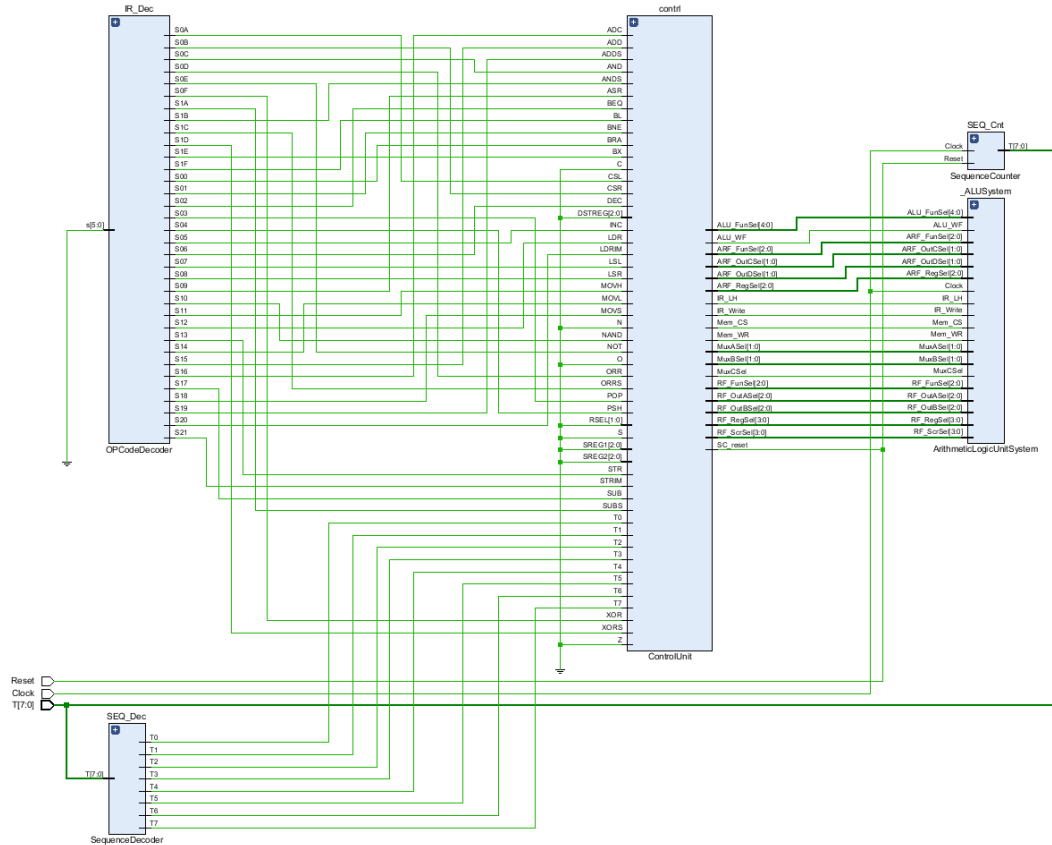 IR_Dec
S0A
S0B
S0C
S0D
S0E
S0F
S1A
S1B
S1C
S1D
S1E
S1F
S00
S01
S02
S03
S04
S05
S06
S07
S08
S09
S10
S11
S12
S13
S14
S15
S16
S17
S18
S19
S20
S21
s[5:0]
OPCodeDecoder
contrl
ADC
ADD
ADDS
AND
ANDS
ASR
BEQ
BL
BNE
BRA
BX
C
CSL
CSR
DEC
DSTREG[2:0]
INC
LDR
LDRIM
LSL
LSR
MOVH
MOVL
MOVS
N
NAND
NOT
O
ORR
ORRS
POP
PSH
RSEL[1:0]
S
SREG1[2:0]
SREG2[2:0]
STR
STRIM
SUB
SUBS
T0
T1
T2
T3
T4
T5
T6
T7
XOR
XORS
Z
ALU_FunSel[4:0]
ALU_WF
ARF_FunSel[2:0]
ARF_OutCSel[1:0]
ARF_OutDSel[1:0]
ARF_RegSel[2:0]
IR_LH
IR_Write
Mem_CS
Mem_WR
MuxASel[1:0]
MuxBSel[1:0]
MuxCSel
RF_FunSel[2:0]
RF_OutASel[2:0]
RF_OutBSel[2:0]
RF_RegSel[3:0]
RF_ScrSel[3:0]
SC_reset
ControlUnit
SEQ_Cnt
Clock
Reset
T[7:0]
SequenceCounter
_ALUSystem
ALU_FunSel[4:0]
ALU_WF
ARF_FunSel[2:0]
ARF_OutCSel[1:0]
ARF_OutDSel[1:0]
ARF_RegSel[2:0]
Clock
IR_LH
IR_Write
Mem_CS
Mem_WR
MuxASel[1:0]
MuxBSel[1:0]
MuxCSel
RF_FunSel[2:0]
RF_OutASel[2:0]
RF_OutBSel[2:0]
RF_RegSel[3:0]
RF_ScrSel[3:0]
ArithmeticLogicUnitSystem
Reset
Clock
T[7:0]
SEQ_Dec
T[7:0]
T0
T1
T2
T3
T4
T5
T6
T7
SequenceDecoder